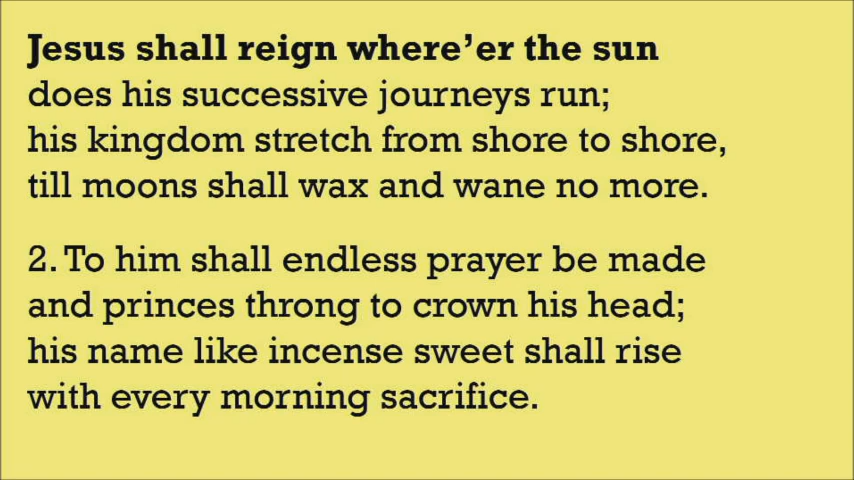 Jesus shall reign where’er the sun
does his successive journeys run;
his kingdom stretch from shore to shore,
till moons shall wax and wane no more.
2. To him shall endless prayer be made
and princes throng to crown his head;
his name like incense sweet shall rise
with every morning sacrifice.